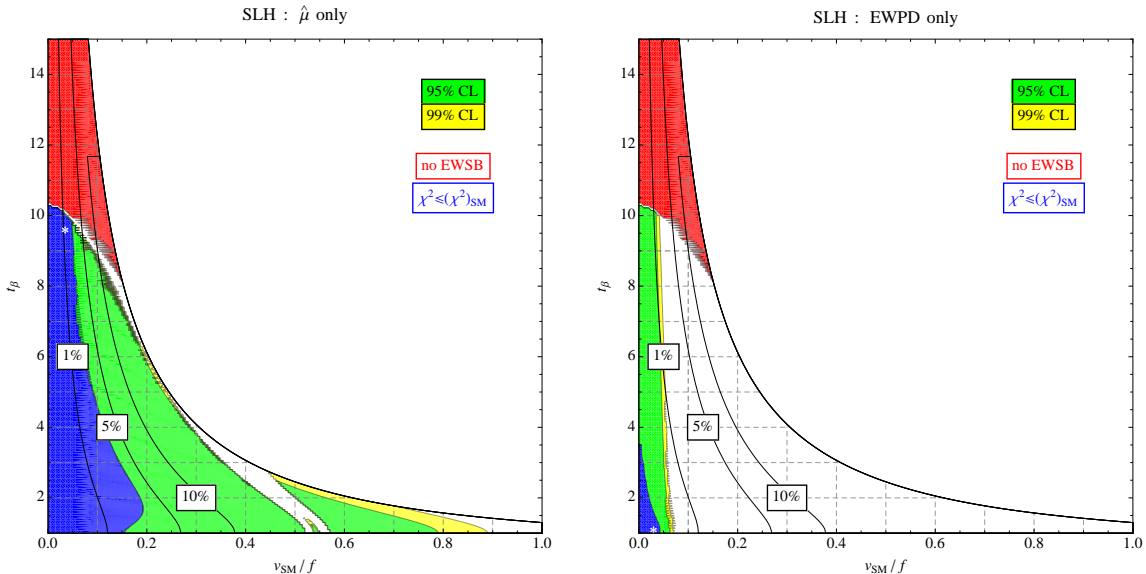 SLH : μ̂ only
95% CL
99% CL
no EWSB
χ²≤(χ²)SM
tβ
14
12
10
8
6
4
2
*
1%
5%
10%
0.0 0.2 0.4 0.6 0.8 1.0
vSM/f
SLH : EWPD only
95% CL
99% CL
no EWSB
χ²≤(χ²)SM
tβ
14
12
10
8
6
4
2
1%
5%
10%
*
0.0 0.2 0.4 0.6 0.8 1.0
vSM/f